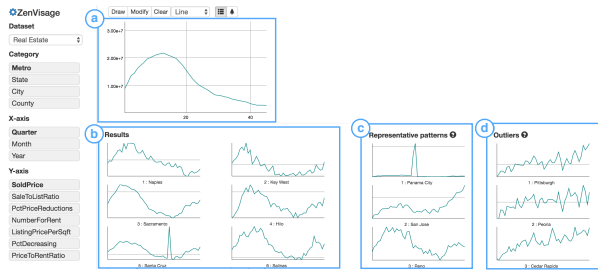 ZenVisage
Dataset
Real Estate
Category
Metro
State
City
County
X-axis
Quarter
Month
Year
Y-axis
SoldPrice
SaleToListRatio
PctPriceReductions
NumberForRent
ListingPricePerSqft
PctDecreasing
PriceToRentRatio
Draw Modify Clear Line
a
3.00e+7
2.00e+7
1.00e+7
20 40
b
Results
1 : Naples 2 : Key West
3 : Sacramento 4 : Hilo
5 : Santa Cruz 6 : Salinas
c
Representative patterns ?
1 : Panama City
2 : San Jose
3 : Reno
d
Outliers ?
1 : Pittsburgh
2 : Peoria
3 : Cedar Rapids